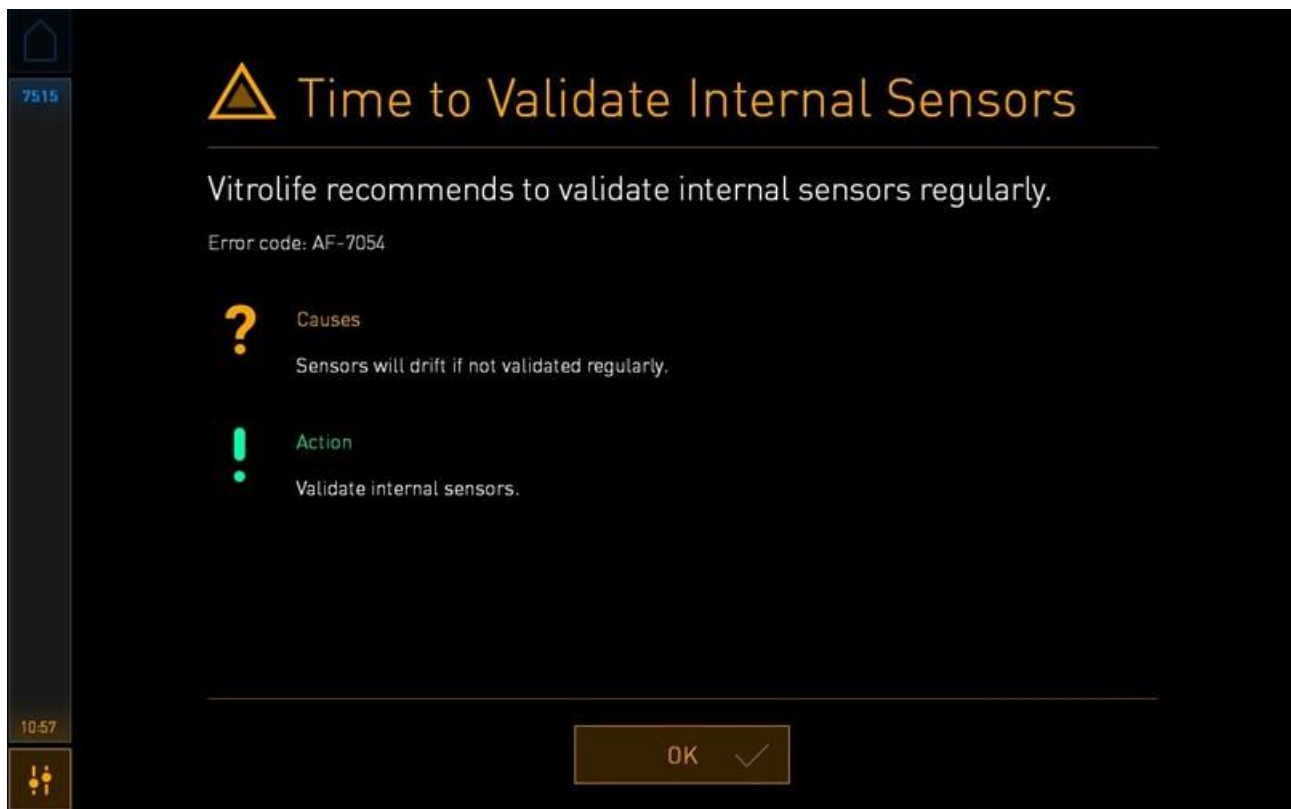 7515
Time to Validate Internal Sensors
Vitrolife recommends to validate internal sensors regularly.
Error code: AF-7054
Causes
Sensors will drift if not validated regularly.
Action
Validate internal sensors.
10:57
OK